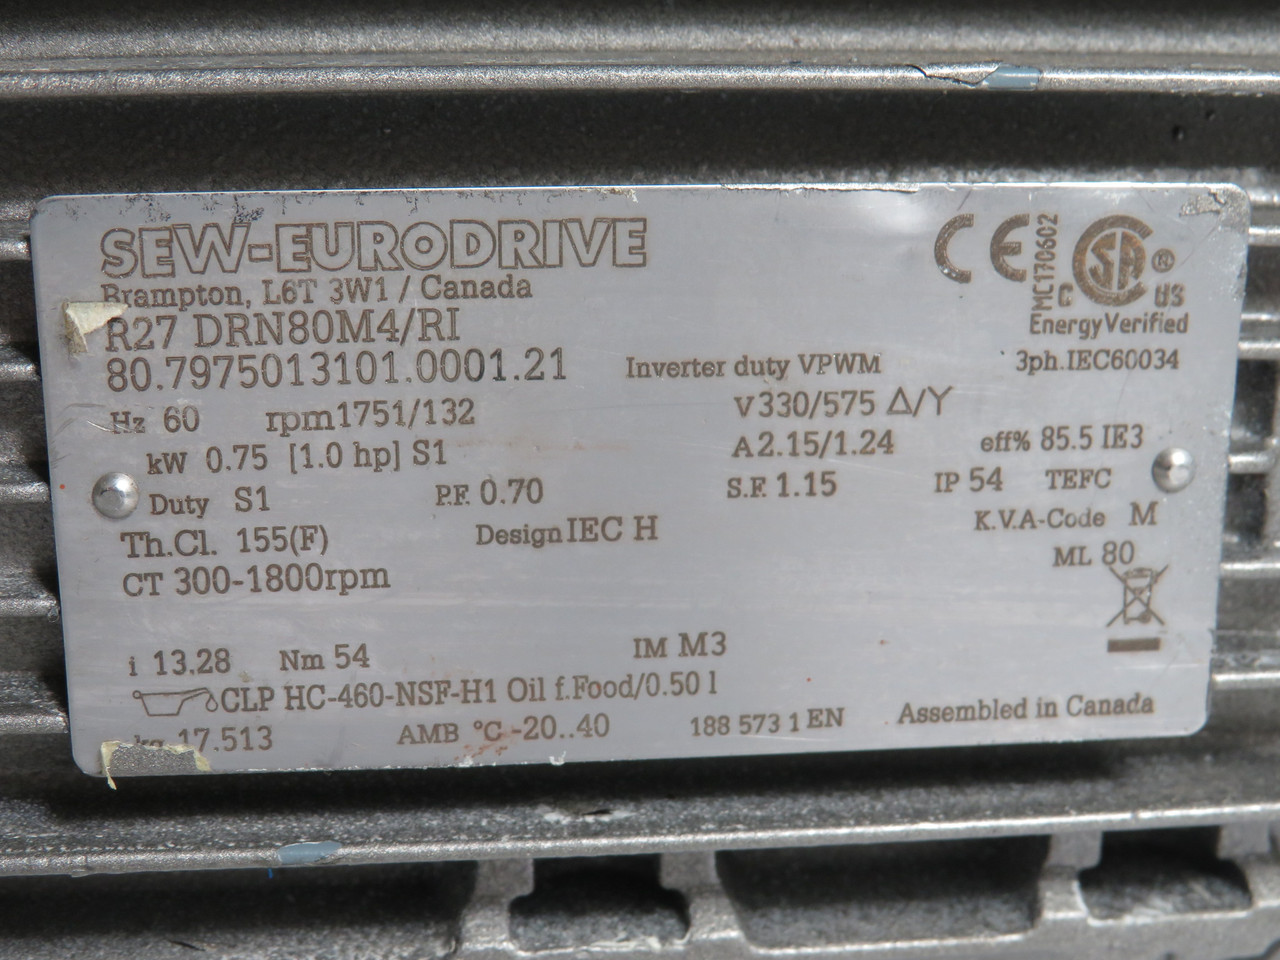 SEW-EURODRIVE
Brampton, L6T 3W1 / Canada
R27 DRN80M4/RI
80.7975013101.0001.21
Inverter duty VPWM
CE
MC170602
CSA ® C US
Energy Verified
3ph.IEC60034
Hz 60 rpm 1751/132 V 330/575 Δ/Y
kW 0.75 [1.0 hp] S1 A 2.15/1.24 eff% 85.5 IE3
Duty S1 P.F. 0.70 S.F. 1.15 IP 54 TEFC
Th.Cl. 155(F) Design IEC H K.V.A-Code M
CT 300-1800rpm ML 80
i 13.28 Nm 54 IM M3
CLP HC-460-NSF-H1 Oil f.Food/0.50 l
kg 17.513 AMB °C -20..40 188 573 1 EN Assembled in Canada